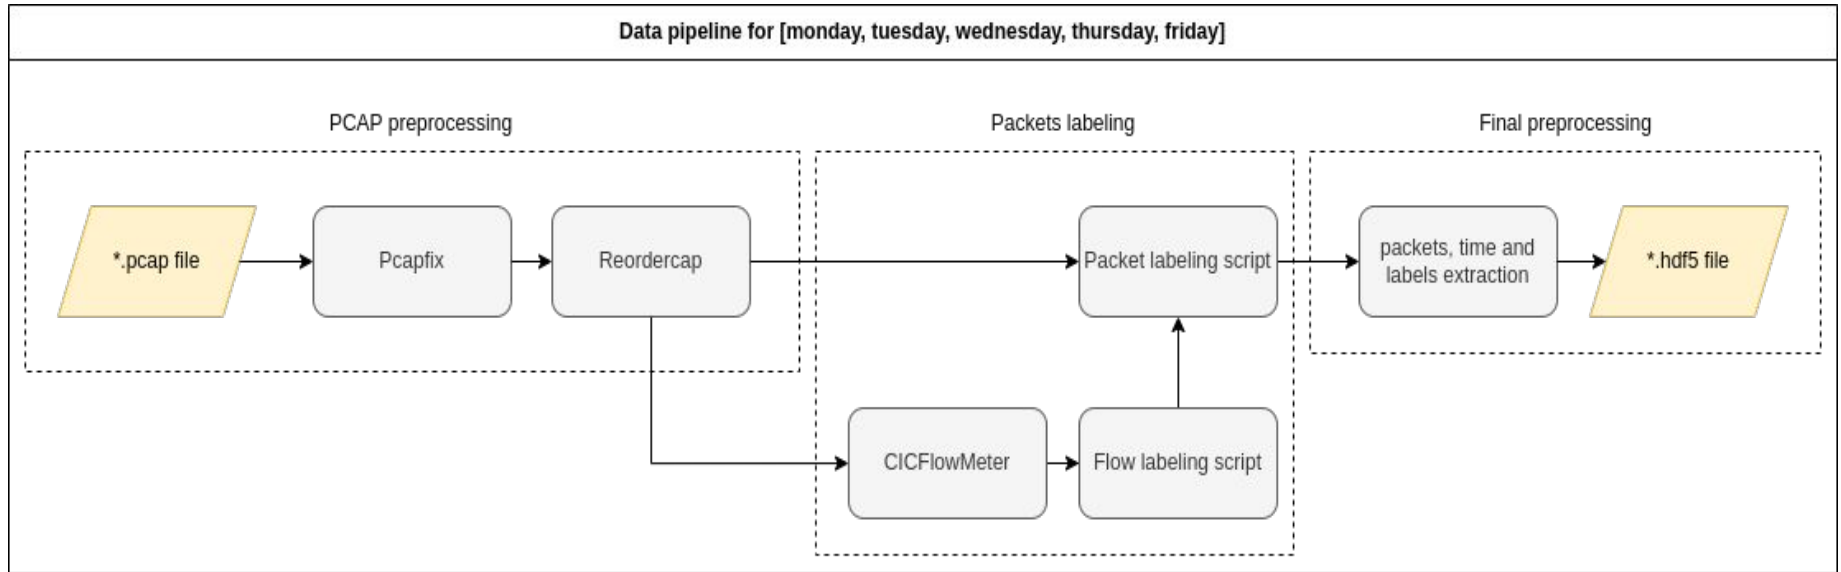 Data pipeline for [monday, tuesday, wednesday, thursday, friday]
PCAP preprocessing
Packets labeling
Final preprocessing
*.pcap file
Pcapfix
Reordercap
Packet labeling script
packets, time and
labels extraction
*.hdf5 file
CICFlowMeter
Flow labeling script